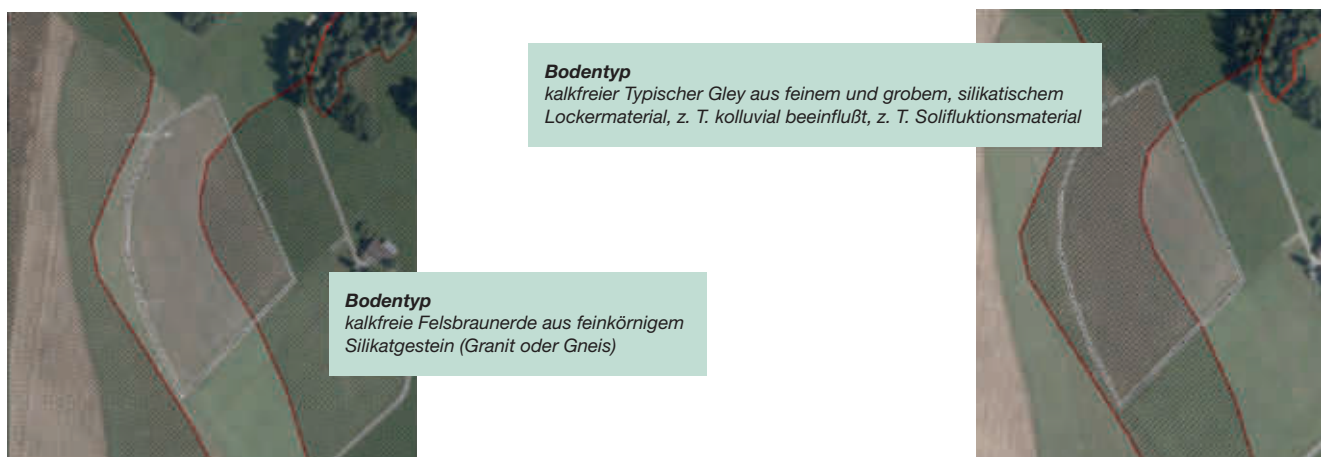 Bodentyp
kalkfreier Typischer Gley aus feinem und grobem, silikatischem
Lockermaterial, z. T. kolluvial beeinflußt, z. T. Solifluktionsmaterial
Bodentyp
kalkfreie Felsbraunerde aus feinkörnigem
Silikatgestein (Granit oder Gneis)